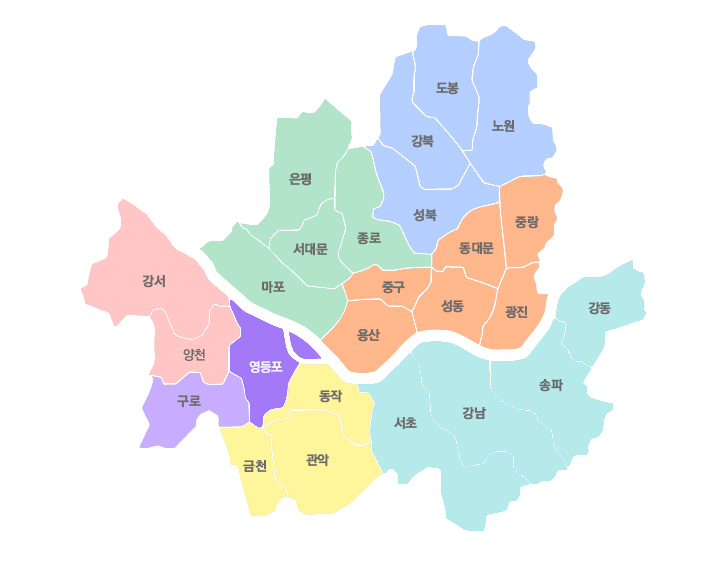 도봉
노원
강북
은평
성북
중랑
종로
서대문
동대문
강서
마포
중구
성동
광진
강동
용산
양천
영등포
구로
동작
송파
서초
강남
금천
관악